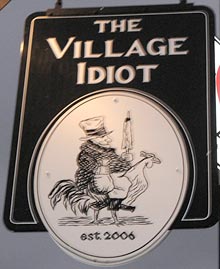 THE
VILLAGE
IDIOT
est. 2006